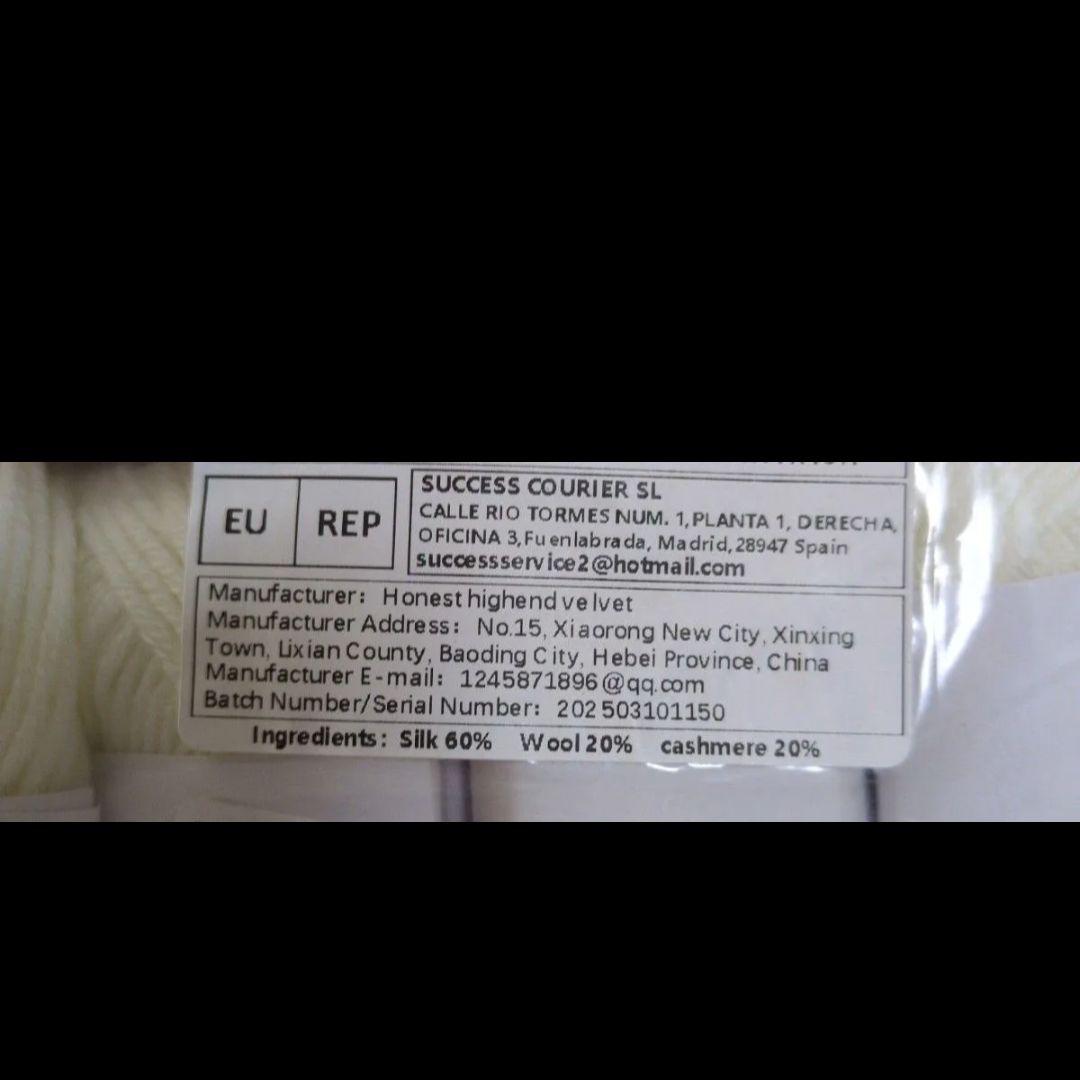 SUCCESS COURIER SL
CALLE RIO TORMES NUM. 1, PLANTA 1, DERECHA,
OFICINA 3, Fuenlabrada, Madrid, 28947 Spain
successservice2@hotmail.com
EU REP
Manufacturer: Honest highend velvet
Manufacturer Address: No.15, Xiaorong New City, Xinxing
Town, Lixian County, Baoding City, Hebei Province, China
Manufacturer E-mail: 1245871896@qq.com
Batch Number/Serial Number: 202503101150
Ingredients: Silk 60% Wool 20% cashmere 20%